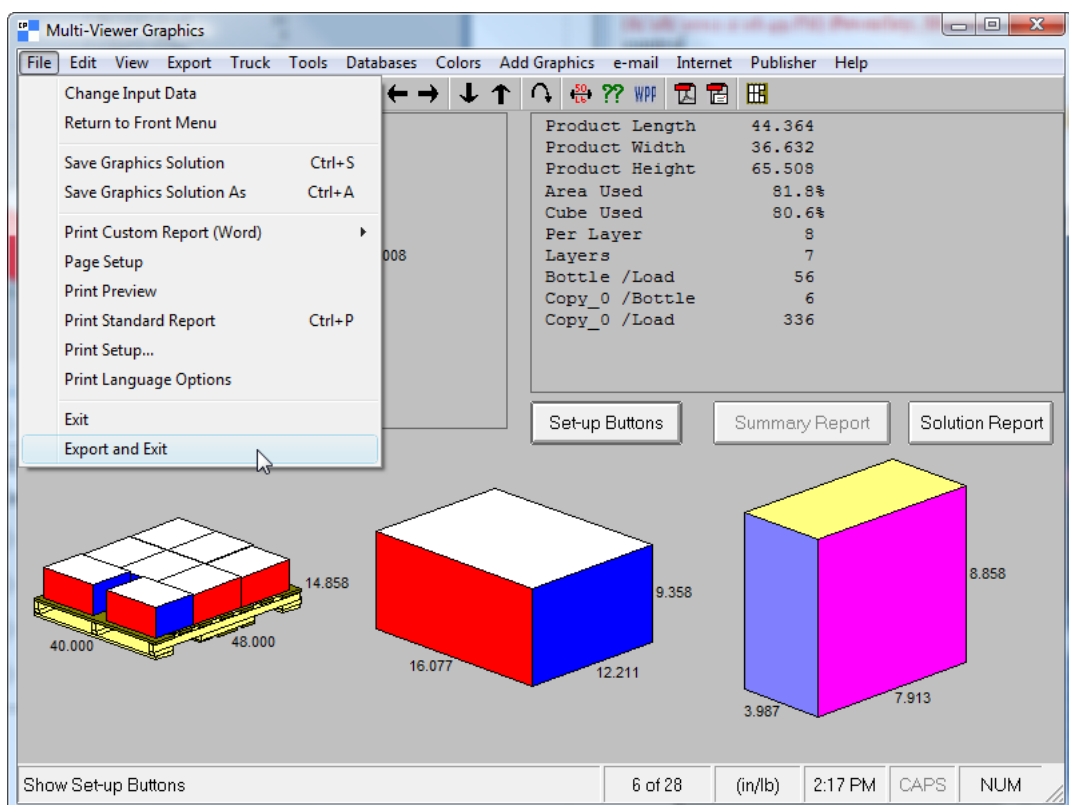 CP
Multi-Viewer Graphics
File Edit View Export Truck Tools Databases Colors Add Graphics e-mail Internet Publisher Help
50 Lb ?? WPF
Change Input Data
Return to Front Menu
Save Graphics Solution Ctrl+S
Save Graphics Solution As Ctrl+A
Print Custom Report (Word)
Page Setup
Print Preview
Print Standard Report Ctrl+P
Print Setup...
Print Language Options
Exit
Export and Exit
008
Product Length 44.364
Product Width 36.632
Product Height 65.508
Area Used 81.8%
Cube Used 80.6%
Per Layer 8
Layers 7
Bottle /Load 56
Copy_0 /Bottle 6
Copy_0 /Load 336
Set-up Buttons Summary Report Solution Report
14.858
40.000
48.000
9.358
16.077
12.211
8.858
7.913
3.987
Show Set-up Buttons 6 of 28 (in/lb) 2:17 PM CAPS NUM